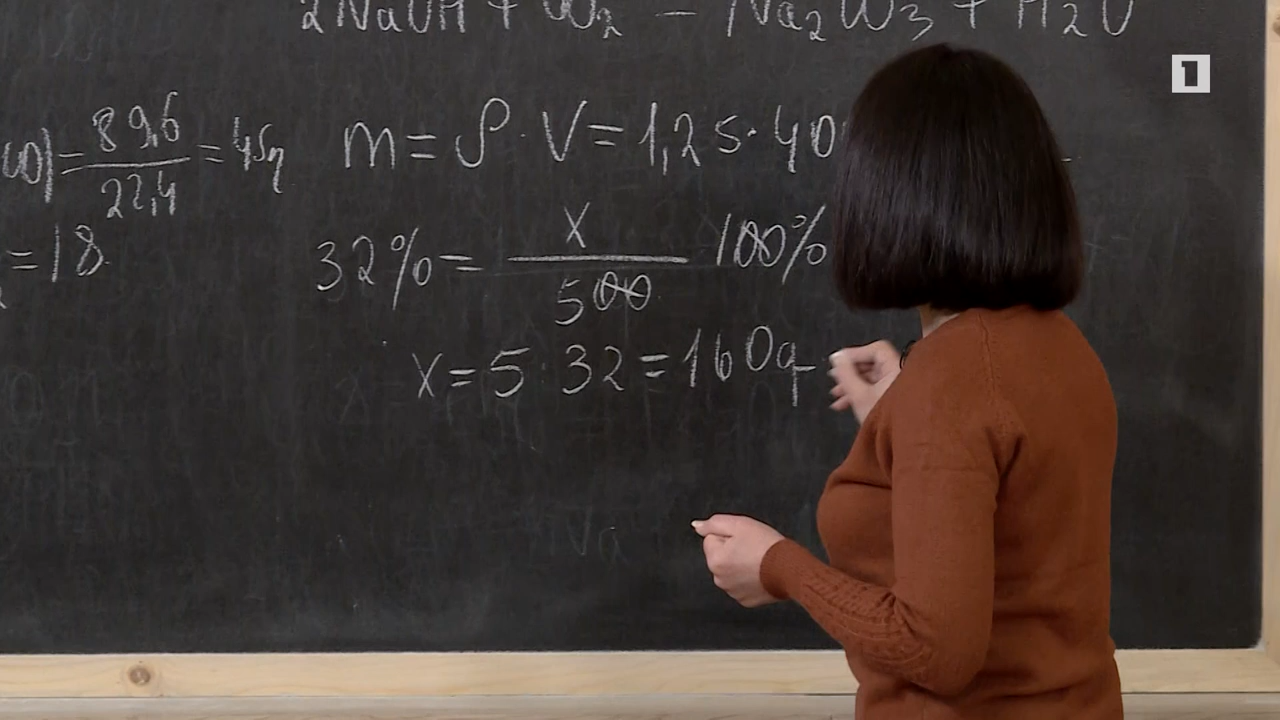 2NaOH + CO₂ = Na₂CO₃ + H₂O
1
CO) = 89,6 / 22,4 = 4
m = ρ · V = 1,25 · 40
= 18
32% = x / 500 100%
x = 5 · 32 = 160գ
Na